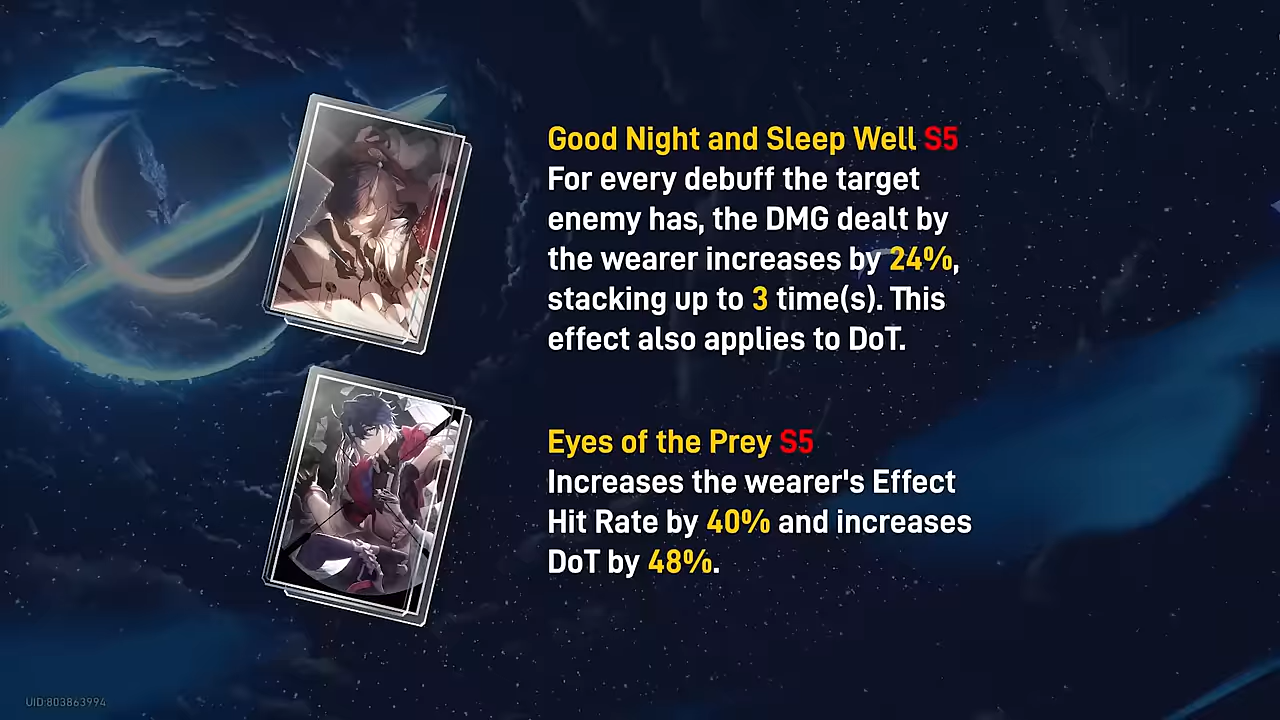 Good Night and Sleep Well S5
For every debuff the target
enemy has, the DMG dealt by
the wearer increases by 24%,
stacking up to 3 time(s). This
effect also applies to DoT.
Eyes of the Prey S5
Increases the wearer's Effect
Hit Rate by 40% and increases
DoT by 48%.
UID:803863994